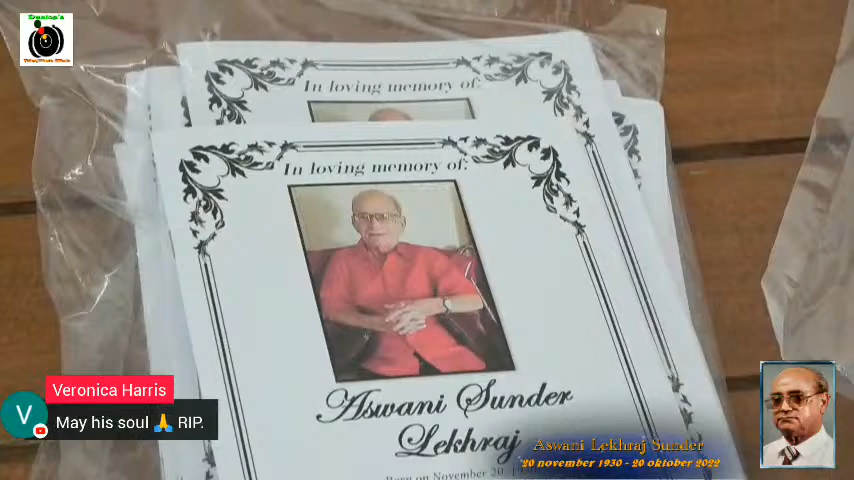 In loving memory of:
In loving memory of:
Aswani Sunder
Lekhraj
Born on November 20,
Veronica Harris
V
May his soul 🙏 RIP.
Aswani Lekhraj Sunder
20 november 1930 - 20 oktober 2022